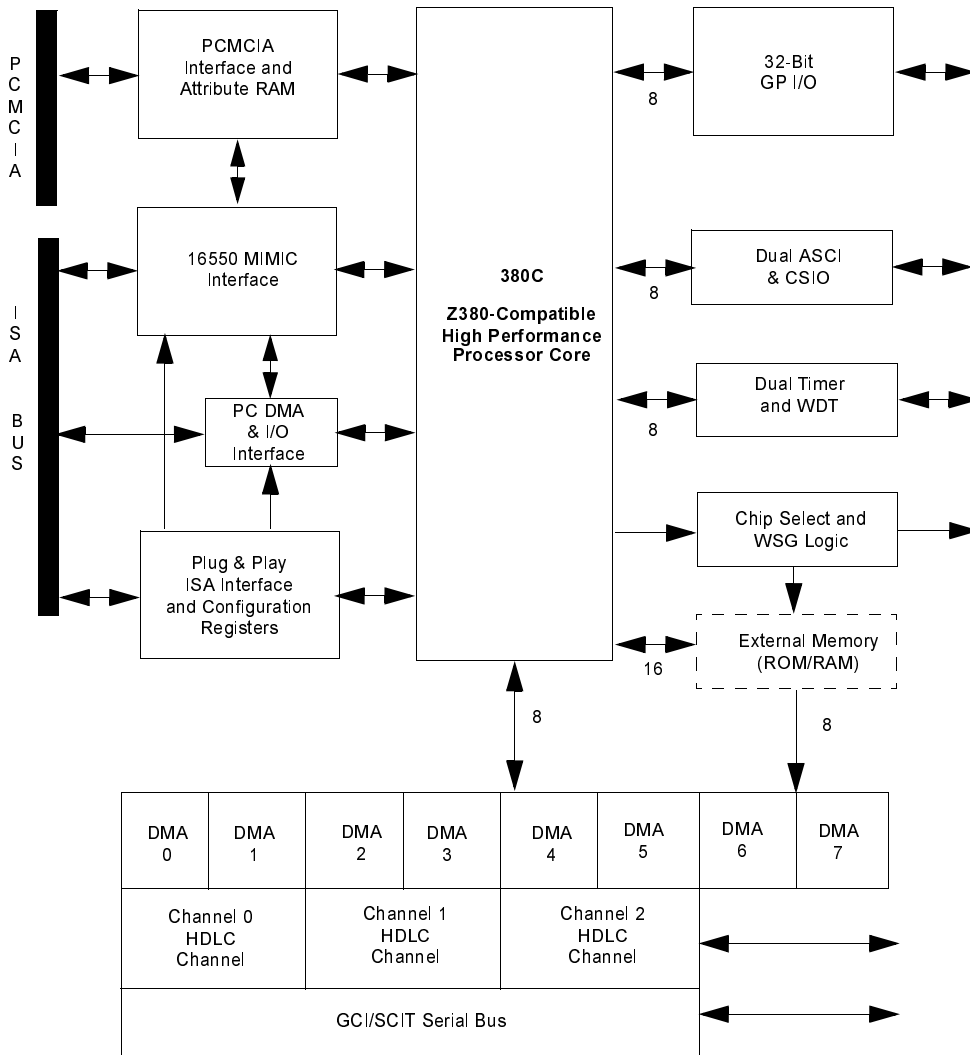 PCMCIA
PCMCIA
Interface and
Attribute RAM
32-Bit
GP I/O
8
ISA BUS
16550 MIMIC
Interface
380C
Z380-Compatible
High Performance
Processor Core
Dual ASCI
& CSIO
8
PC DMA
& I/O
Interface
Dual Timer
and WDT
8
Plug & Play
ISA Interface
and Configuration
Registers
Chip Select and
WSG Logic
External Memory
(ROM/RAM)
16
8
8
DMA
0
DMA
1
DMA
2
DMA
3
DMA
4
DMA
5
DMA
6
DMA
7
Channel 0
HDLC
Channel
Channel 1
HDLC
Channel
Channel 2
HDLC
Channel
GCI/SCIT Serial Bus